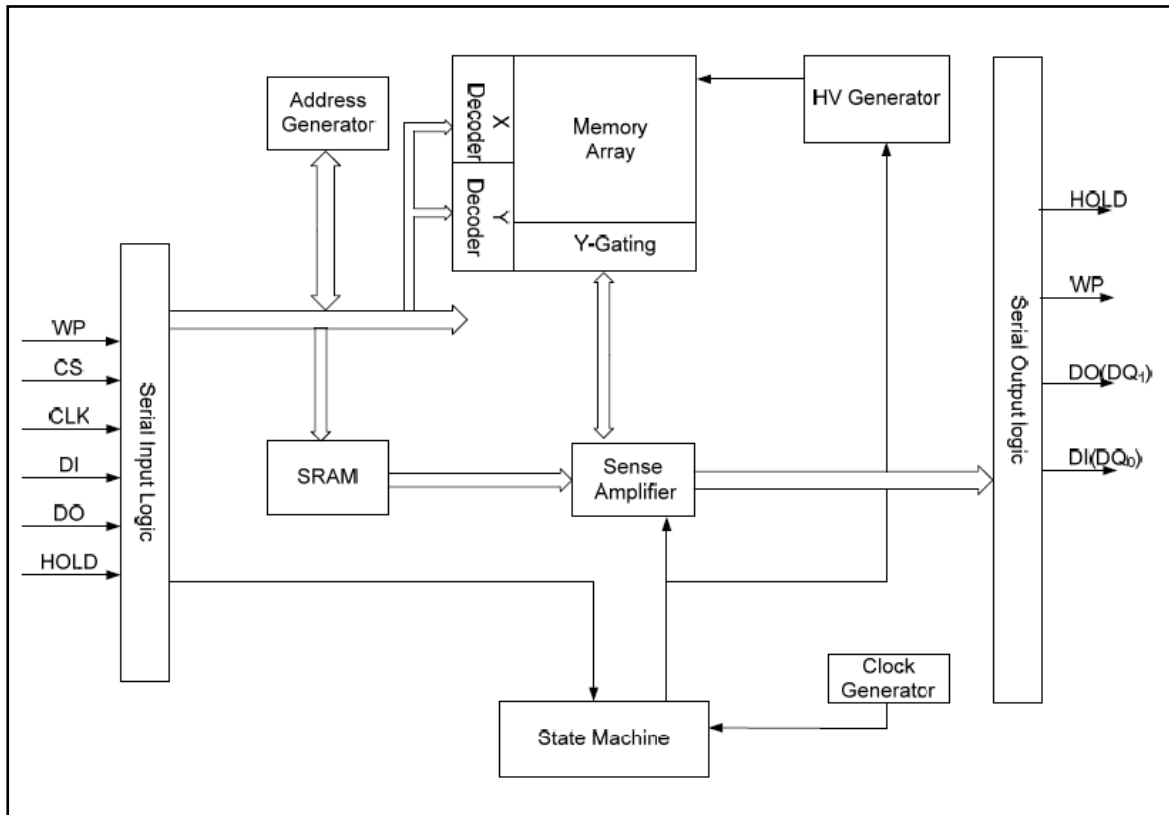 Address
Generator
X
Decoder
Y
Decoder
Memory
Array
Y-Gating
HV Generator
HOLD
WP
DO(DQ1)
DI(DQ0)
Serial Output logic
WP
CS
CLK
DI
DO
HOLD
Serial Input Logic
SRAM
Sense
Amplifier
Clock
Generator
State Machine